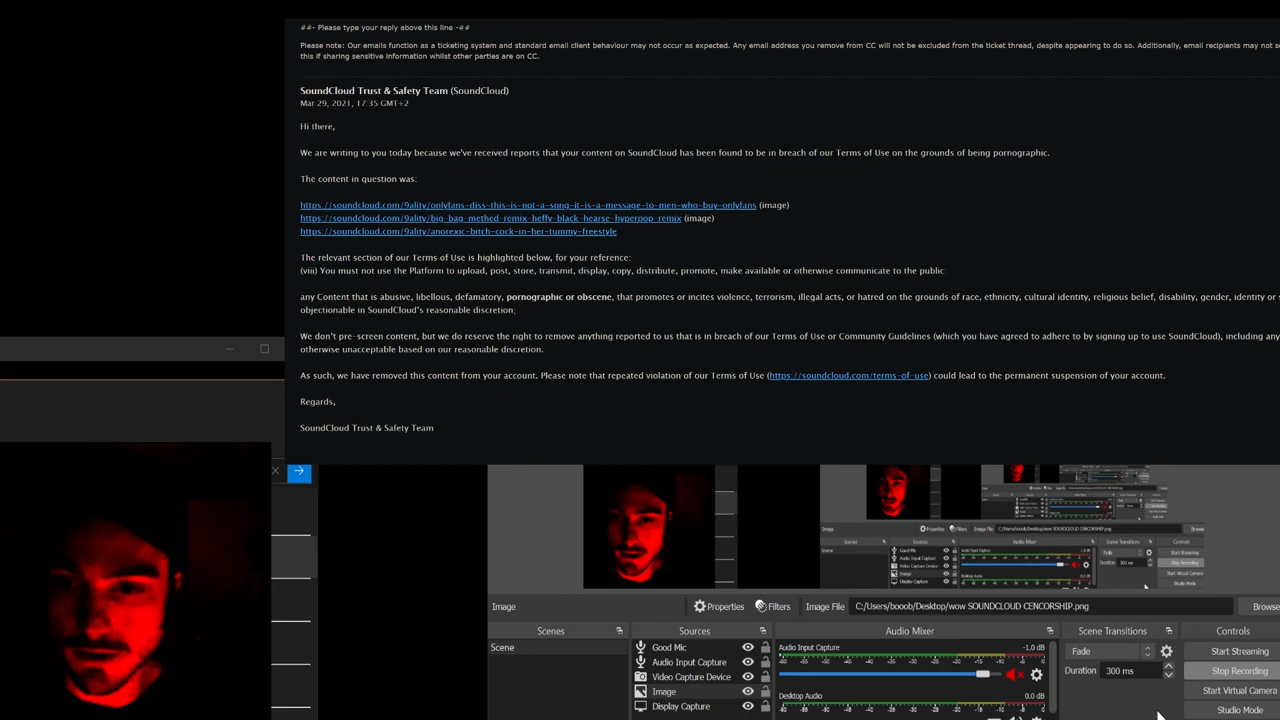 ##- Please type your reply above this line -##
Please note: Our emails function as a ticketing system and standard email client behaviour may not occur as expected. Any email address you remove from CC will not be excluded from the ticket thread, despite appearing to do so. Additionally, email recipients may not
this if sharing sensitive information whilst other parties are on CC.
SoundCloud Trust & Safety Team (SoundCloud)
Mar 29, 2021, 17.35 GMT+2
Hi there,
We are writing to you today because we've received reports that your content on SoundCloud has been found to be in breach of our Terms of Use on the grounds of being pornographic.
The content in question was:
https://soundcloud.com/9ality/onlyfans-diss-this-is-not-a-song-it-is-a-message-to-men-who-buy-onlyfans (image)
https://soundcloud.com/9ality/big-bag-methed-remix-heffy-black-hearse-hyperpop-remix (image)
https://soundcloud.com/9ality/anorexic-bitch-cock-in-her-tummy-freestyle
The relevant section of our Terms of Use is highlighted below, for your reference:
(viii) You must not use the Platform to upload, post, store, transmit, display, copy, distribute, promote, make available or otherwise communicate to the public:
any Content that is abusive, libellous, defamatory, pornographic or obscene, that promotes or incites violence, terrorism, illegal acts, or hatred on the grounds of race, ethnicity, cultural identity, religious belief, disability, gender, identity or
objectionable in SoundCloud's reasonable discretion;
We don't pre-screen content, but we do reserve the right to remove anything reported to us that is in breach of our Terms of Use or Community Guidelines (which you have agreed to adhere to by signing up to use SoundCloud), including any
otherwise unacceptable based on our reasonable discretion.
As such, we have removed this content from your account. Please note that repeated violation of our Terms of Use (https://soundcloud.com/terms-of-use) could lead to the permanent suspension of your account.
Regards,
SoundCloud Trust & Safety Team
Image Properties Filters Image File C:/Users/booob/Desktop/wow SOUNDCLOUD CENCORSHIP.png Browse
Scenes Sources Audio Mixer Scene Transitions Controls
Scene
Good Mic
Audio Input Capture
Video Capture Device
Image
Display Capture
Audio Input Capture -1.0 dB
Desktop Audio 0.0 dB
Fade
Duration 300 ms
Start Streaming
Stop Recording
Start Virtual Camera
Studio Mode